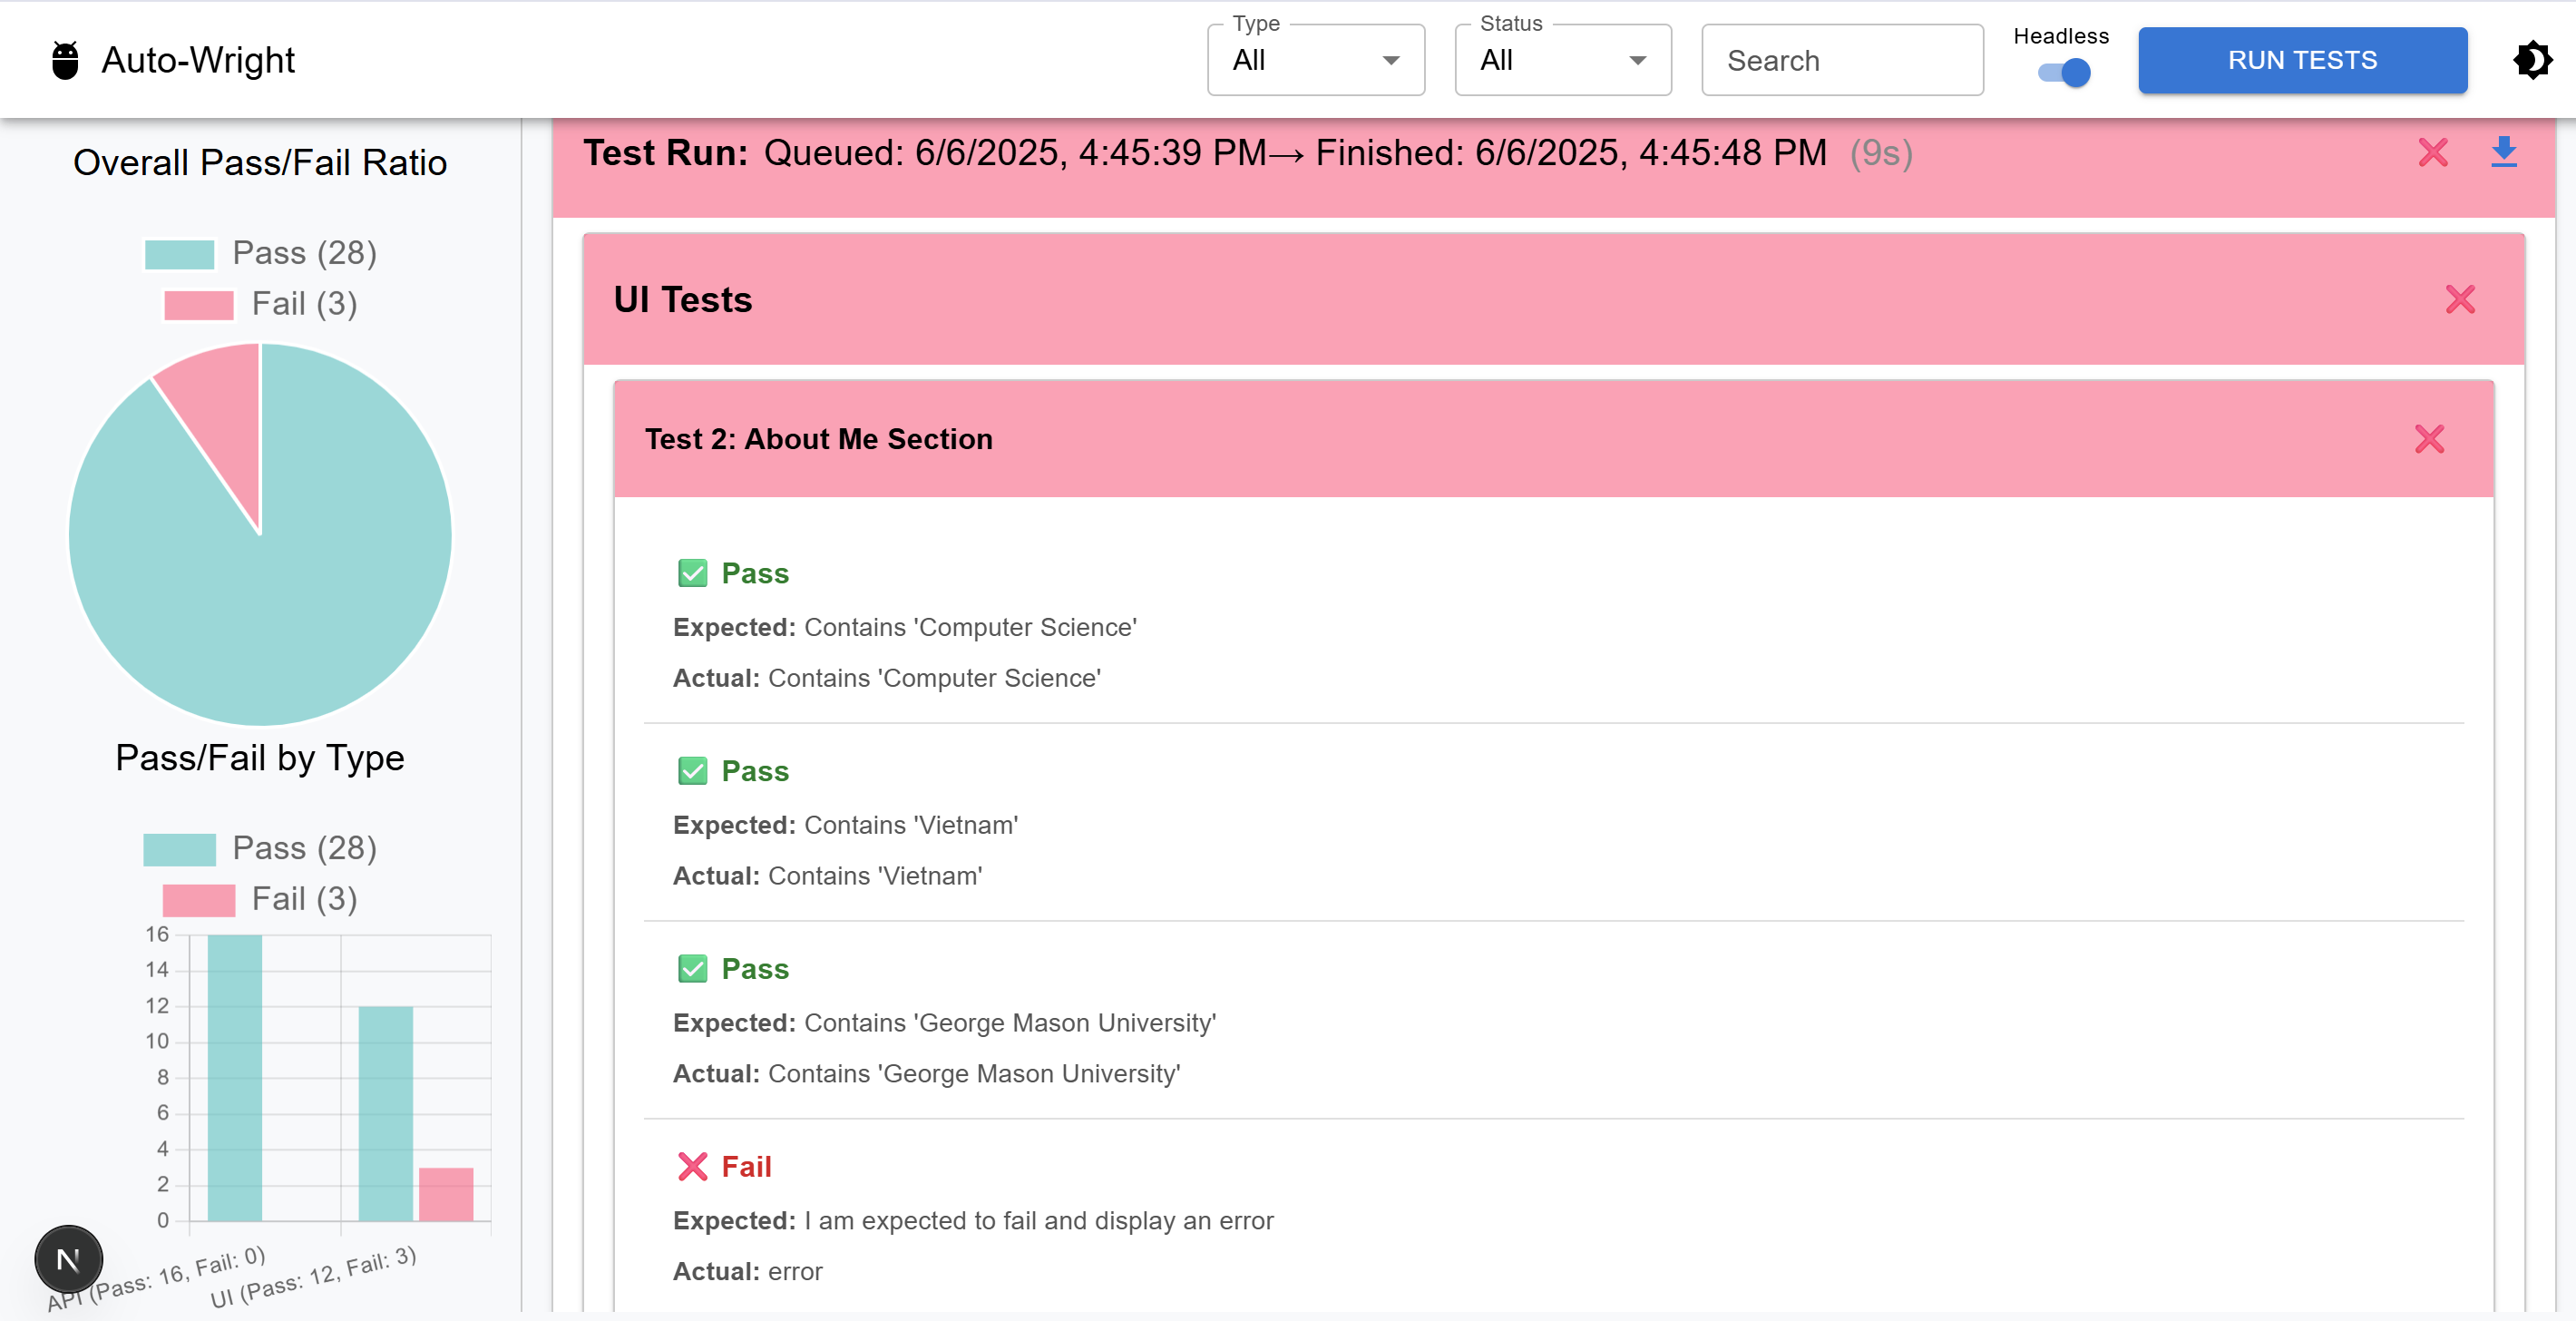 Auto-Wright
Type
All
Status
All
Search
Headless
RUN TESTS
Overall Pass/Fail Ratio
Pass (28)
Fail (3)
Pass/Fail by Type
Pass (28)
Fail (3)
16
14
12
10
8
6
4
2
0
API (Pass: 16, Fail: 0)
UI (Pass: 12, Fail: 3)
N
Test Run: Queued: 6/6/2025, 4:45:39 PM→ Finished: 6/6/2025, 4:45:48 PM (9s)
UI Tests
Test 2: About Me Section
Pass
Expected: Contains 'Computer Science'
Actual: Contains 'Computer Science'
Pass
Expected: Contains 'Vietnam'
Actual: Contains 'Vietnam'
Pass
Expected: Contains 'George Mason University'
Actual: Contains 'George Mason University'
Fail
Expected: I am expected to fail and display an error
Actual: error